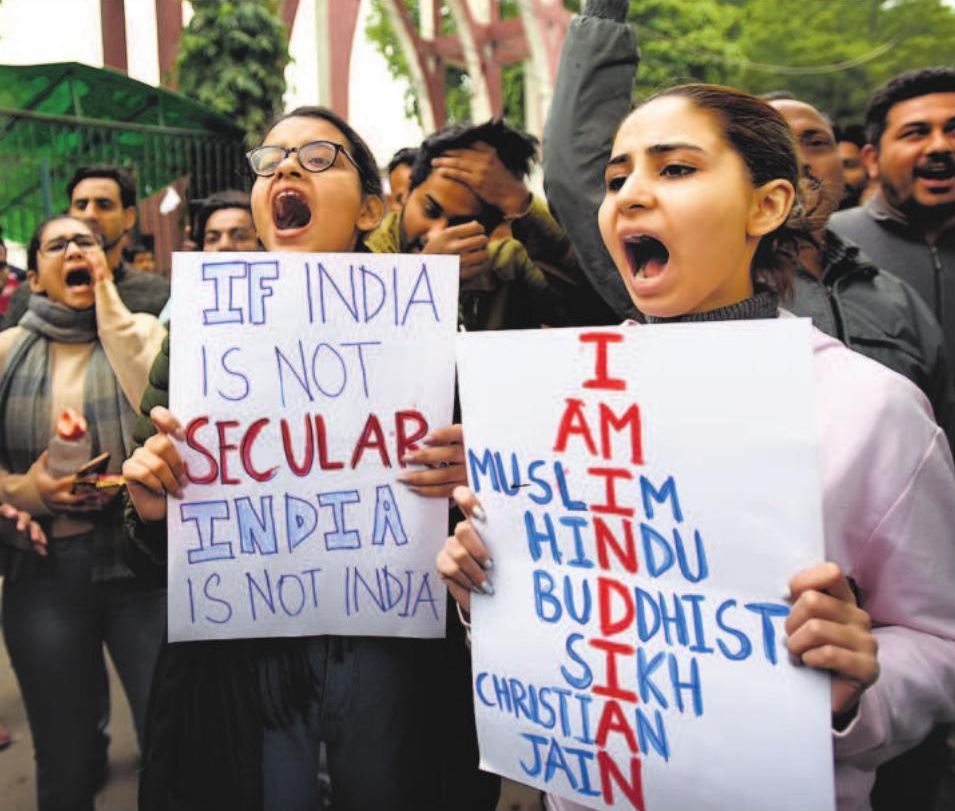 IF INDIA
IS NOT
SECULAR
INDIA
IS NOT INDIA
I
AM
MUSLIM
HINDU
BUDDHIST
SIKH
CHRISTIAN
JAIN